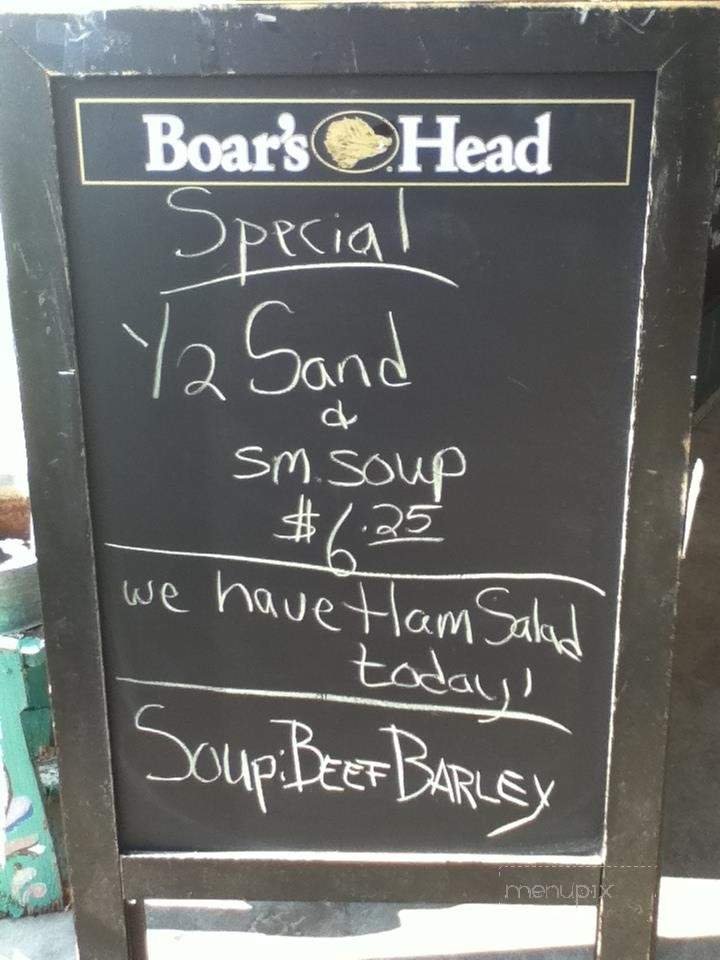 Boar's Head
Special
1/2 Sand
&
sm. soup
$6.25
we have Ham Salad
today!
Soup: BEEF BARLEY
menupix